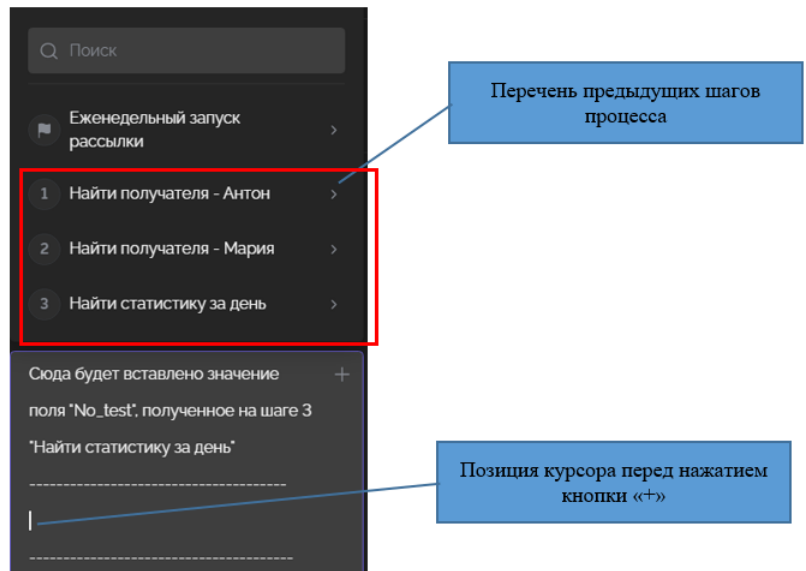 Поиск
Еженедельный запуск
рассылки
1 Найти получателя - Антон
2 Найти получателя - Мария
3 Найти статистику за день
Перечень предыдущих шагов
процесса
Сюда будет вставлено значение
поля "No_test", полученное на шаге 3
"Найти статистику за день"
--------------------------------------
--------------------------------------
Позиция курсора перед нажатием
кнопки «+»